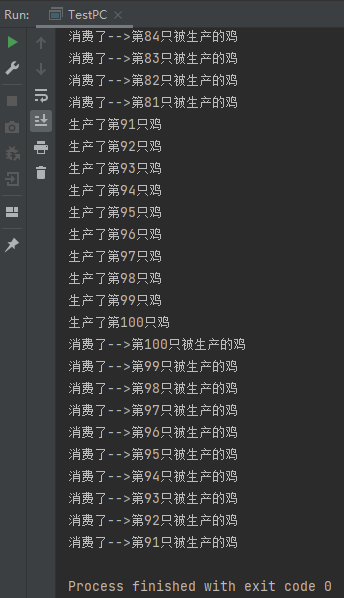 Run:
TestPC
消费了-->第84只被生产的鸡
消费了-->第83只被生产的鸡
消费了-->第82只被生产的鸡
消费了-->第81只被生产的鸡
生产了第91只鸡
生产了第92只鸡
生产了第93只鸡
生产了第94只鸡
生产了第95只鸡
生产了第96只鸡
生产了第97只鸡
生产了第98只鸡
生产了第99只鸡
生产了第100只鸡
消费了-->第100只被生产的鸡
消费了-->第99只被生产的鸡
消费了-->第98只被生产的鸡
消费了-->第97只被生产的鸡
消费了-->第96只被生产的鸡
消费了-->第95只被生产的鸡
消费了-->第94只被生产的鸡
消费了-->第93只被生产的鸡
消费了-->第92只被生产的鸡
消费了-->第91只被生产的鸡
Process finished with exit code 0